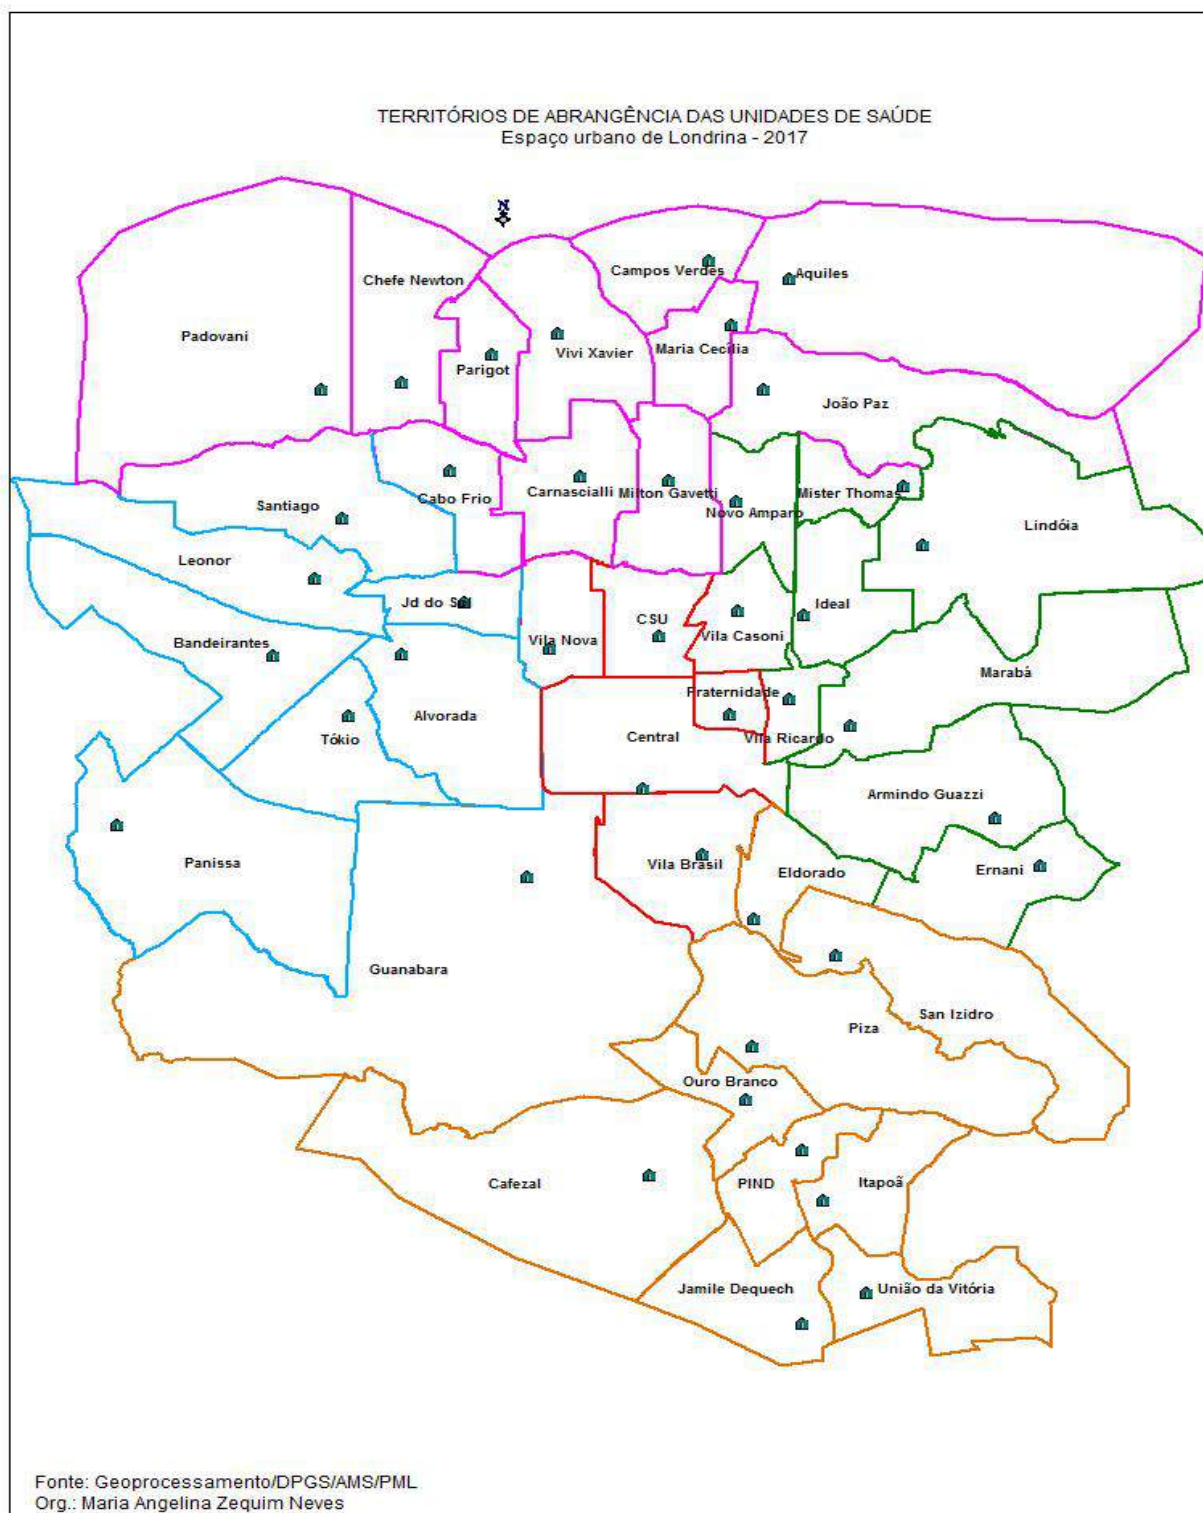 TERRITÓRIOS DE ABRANGÊNCIA DAS UNIDADES DE SAÚDE
Espaço urbano de Londrina - 2017
N
Campos Verdes
Aquiles
Chefe Newton
Padovani
Parigot
Vivi Xavier
Maria Cecília
João Paz
Santiago
Cabo Frio
Carnascialli
Milton Gavetti
Novo Amparo
Mister Thomas
Lindóia
Leonor
Jd do Sol
Bandeirantes
Vila Nova
CSU
Vila Casoni
Ideal
Marabá
Fraternidade
Tókio
Alvorada
Central
Vila Ricardo
Armindo Guazzi
Panissa
Vila Brasil
Eldorado
Ernani
Guanabara
Piza
San Izidro
Ouro Branco
Cafezal
PIND
Itapoã
Jamile Dequech
União da Vitória
Fonte: Geoprocessamento/DPGS/AMS/PML
Org.: Maria Angelina Zequim Neves